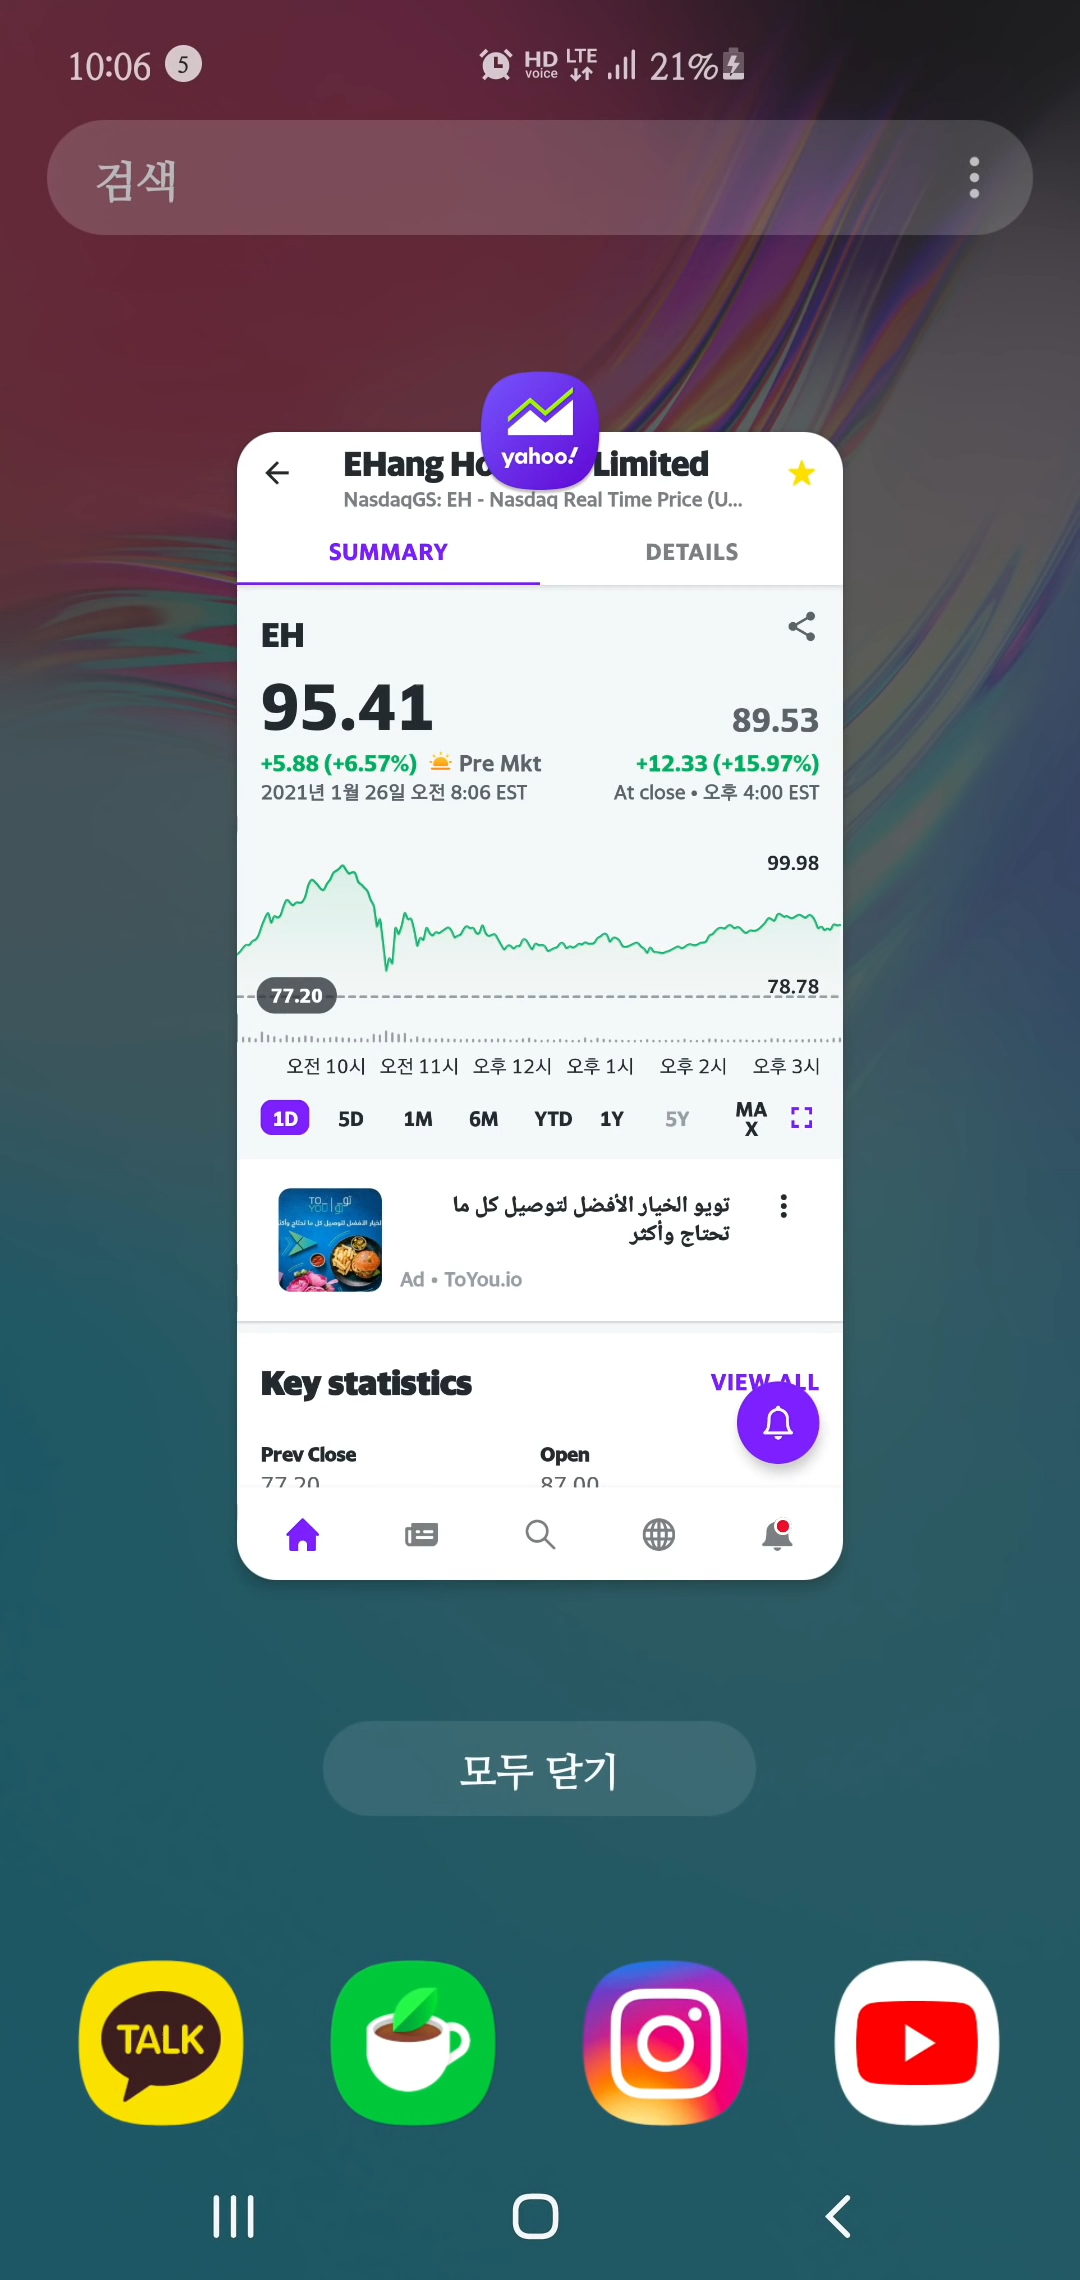 10:06 5 HD voice LTE 21%
검색
yahoo!
EHang Ho Limited
NasdaqGS: EH - Nasdaq Real Time Price (U...
SUMMARY DETAILS
EH
95.41 89.53
+5.88 (+6.57%) Pre Mkt +12.33 (+15.97%)
2021년 1월 26일 오전 8:06 EST At close • 오후 4:00 EST
99.98
78.78
77.20
오전 10시 오전 11시 오후 12시 오후 1시 오후 2시 오후 3시
1D 5D 1M 6M YTD 1Y 5Y MAX
تويو الخيار الأفضل لتوصيل كل ما
تحتاج وأكثر
TO YOU
Ad • ToYou.io
Key statistics VIEW ALL
Prev Close Open
77.20 87.00
모두 닫기
TALK